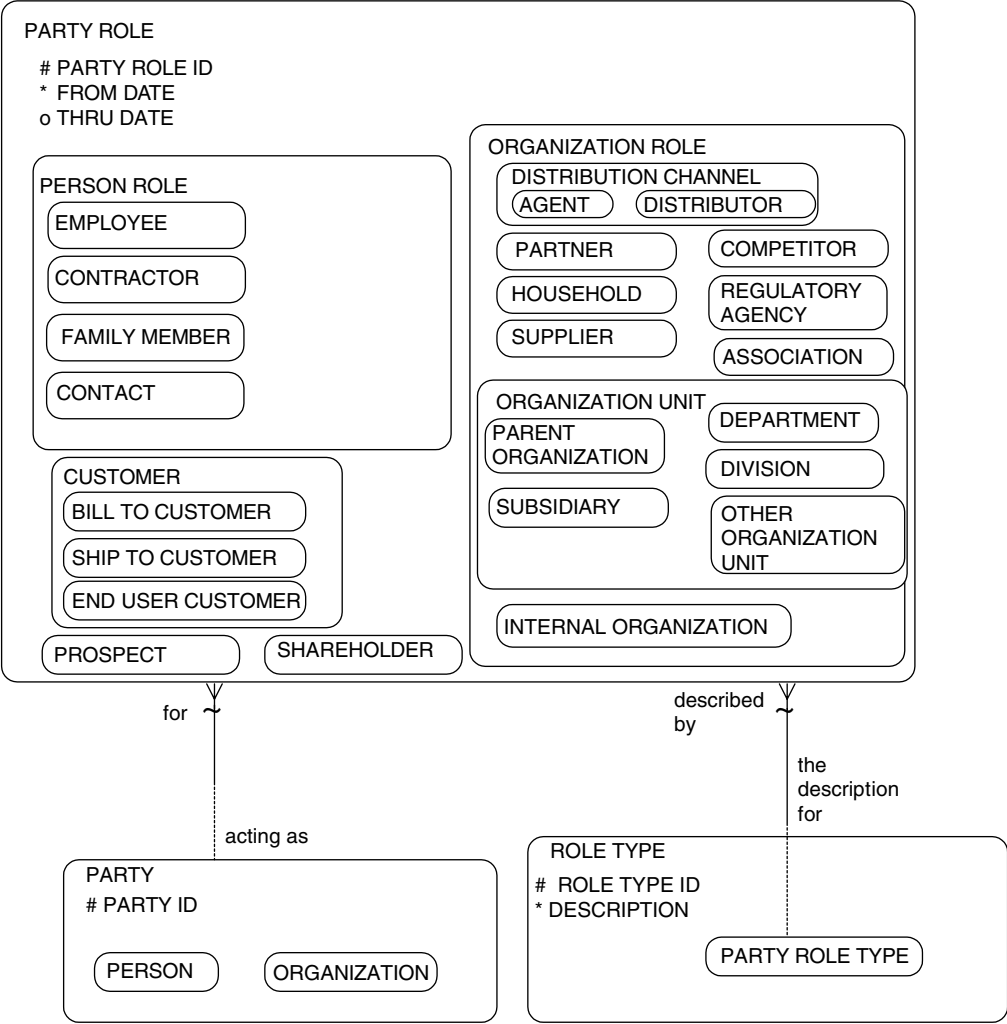 PARTY ROLE
# PARTY ROLE ID
* FROM DATE
o THRU DATE
PERSON ROLE
EMPLOYEE
CONTRACTOR
FAMILY MEMBER
CONTACT
CUSTOMER
BILL TO CUSTOMER
SHIP TO CUSTOMER
END USER CUSTOMER
PROSPECT
SHAREHOLDER
ORGANIZATION ROLE
DISTRIBUTION CHANNEL
AGENT
DISTRIBUTOR
PARTNER
COMPETITOR
HOUSEHOLD
REGULATORY
AGENCY
SUPPLIER
ASSOCIATION
ORGANIZATION UNIT
PARENT
ORGANIZATION
DEPARTMENT
DIVISION
SUBSIDIARY
OTHER
ORGANIZATION
UNIT
INTERNAL ORGANIZATION
for
~
described
by
~
the
description
for
acting as
PARTY
# PARTY ID
PERSON
ORGANIZATION
ROLE TYPE
# ROLE TYPE ID
* DESCRIPTION
PARTY ROLE TYPE